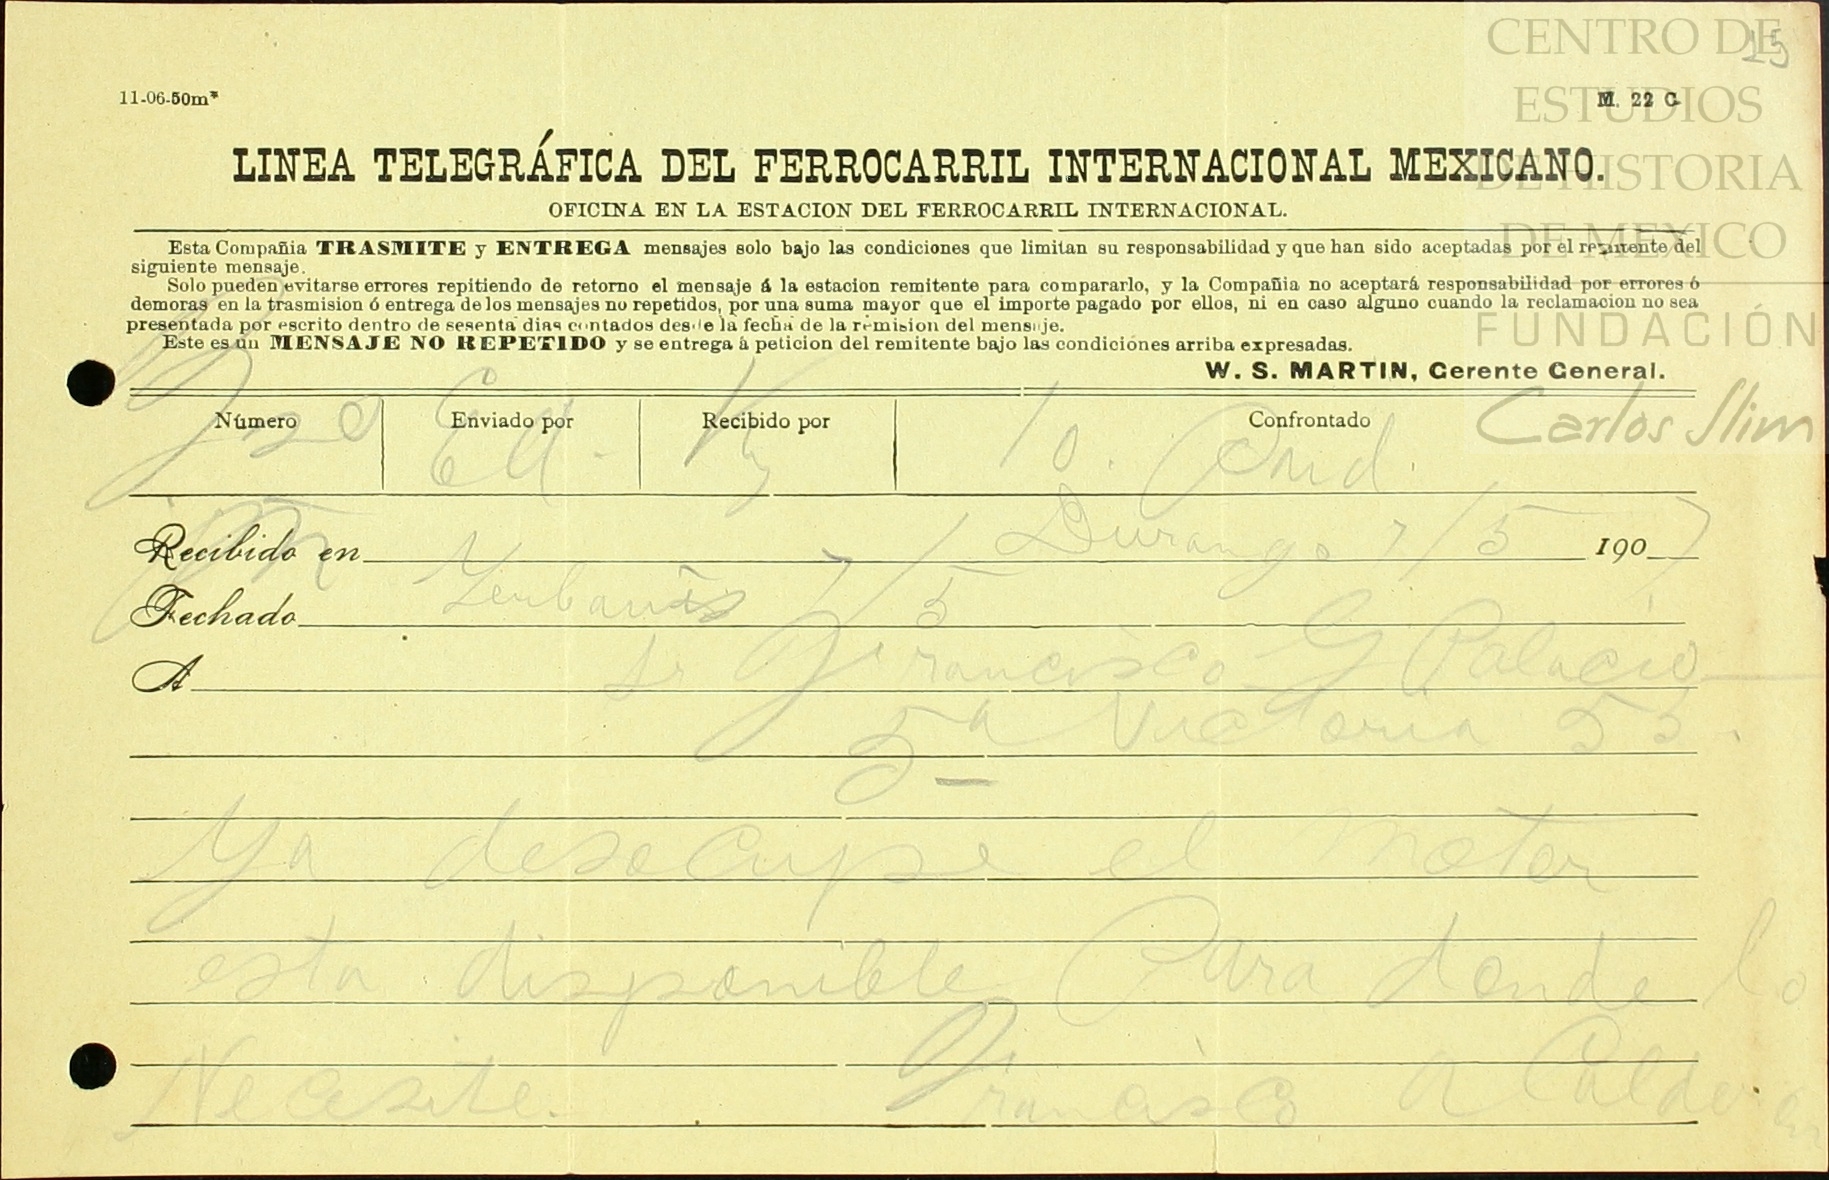 CENTRO DE
ESTUDIOS
DE HISTORIA
DE MEXICO
FUNDACIÓN
Carlos Slim
25
11-06-50m*
M. 22 C
LINEA TELEGRÁFICA DEL FERROCARRIL INTERNACIONAL MEXICANO.
OFICINA EN LA ESTACION DEL FERROCARRIL INTERNACIONAL.
Esta Compañia TRASMITE y ENTREGA mensajes solo bajo las condiciones que limitan su responsabilidad y que han sido aceptadas por el remitente del
siguiente mensaje.
Solo pueden evitarse errores repitiendo de retorno el mensaje á la estacion remitente para compararlo, y la Compañia no aceptará responsabilidad por errores ó
demoras en la trasmision ó entrega de los mensajes no repetidos, por una suma mayor que el importe pagado por ellos, ni en caso alguno cuando la reclamacion no sea
presentada por escrito dentro de sesenta dias contados desde la fecha de la remision del mensaje.
Este es un MENSAJE NO REPETIDO y se entrega á peticion del remitente bajo las condiciones arriba expresadas.
W. S. MARTIN, Gerente General.
Número Enviado por Recibido por Confrontado
10.
Recibido en Durango 7/5 1907
Fechado Yerbanis 7/5
A Sr Francisco G Palacio
5a Victoria 55.
Ya desocupe el motor
esta disponible Para donde lo
Necesite. Francisco A Calderon